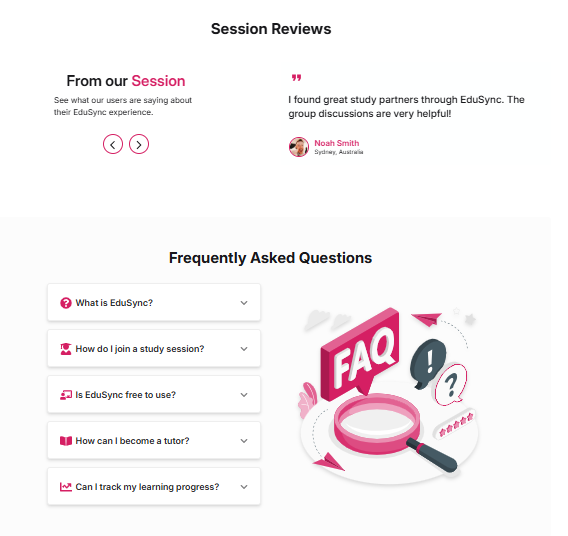 Session Reviews
From our Session
See what our users are saying about
their EduSync experience.
I found great study partners through EduSync. The
group discussions are very helpful!
Noah Smith
Sydney, Australia
Frequently Asked Questions
What is EduSync?
How do I join a study session?
Is EduSync free to use?
How can I become a tutor?
Can I track my learning progress?
FAQ
!
?